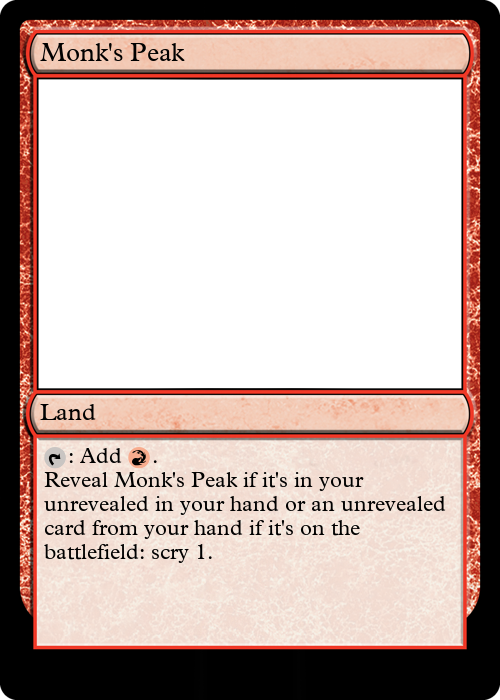 Monk's Peak
Land
: Add .
Reveal Monk's Peak if it's in your
unrevealed in your hand or an unrevealed
card from your hand if it's on the
battlefield: scry 1.